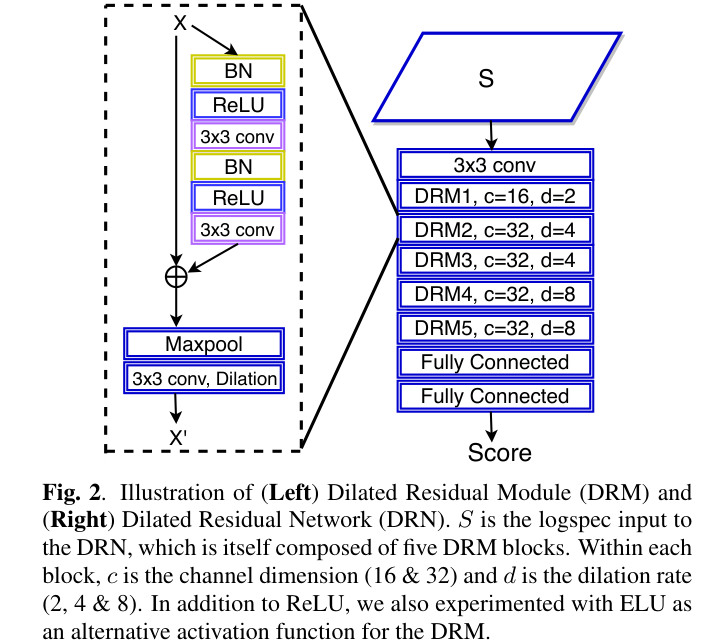 X
BN
ReLU
3x3 conv
BN
ReLU
3x3 conv
Maxpool
3x3 conv, Dilation
X'
S
3x3 conv
DRM1, c=16, d=2
DRM2, c=32, d=4
DRM3, c=32, d=4
DRM4, c=32, d=8
DRM5, c=32, d=8
Fully Connected
Fully Connected
Score
Fig. 2. Illustration of (Left) Dilated Residual Module (DRM) and
(Right) Dilated Residual Network (DRN). S is the logspec input to
the DRN, which is itself composed of five DRM blocks. Within each
block, c is the channel dimension (16 & 32) and d is the dilation rate
(2, 4 & 8). In addition to ReLU, we also experimented with ELU as
an alternative activation function for the DRM.